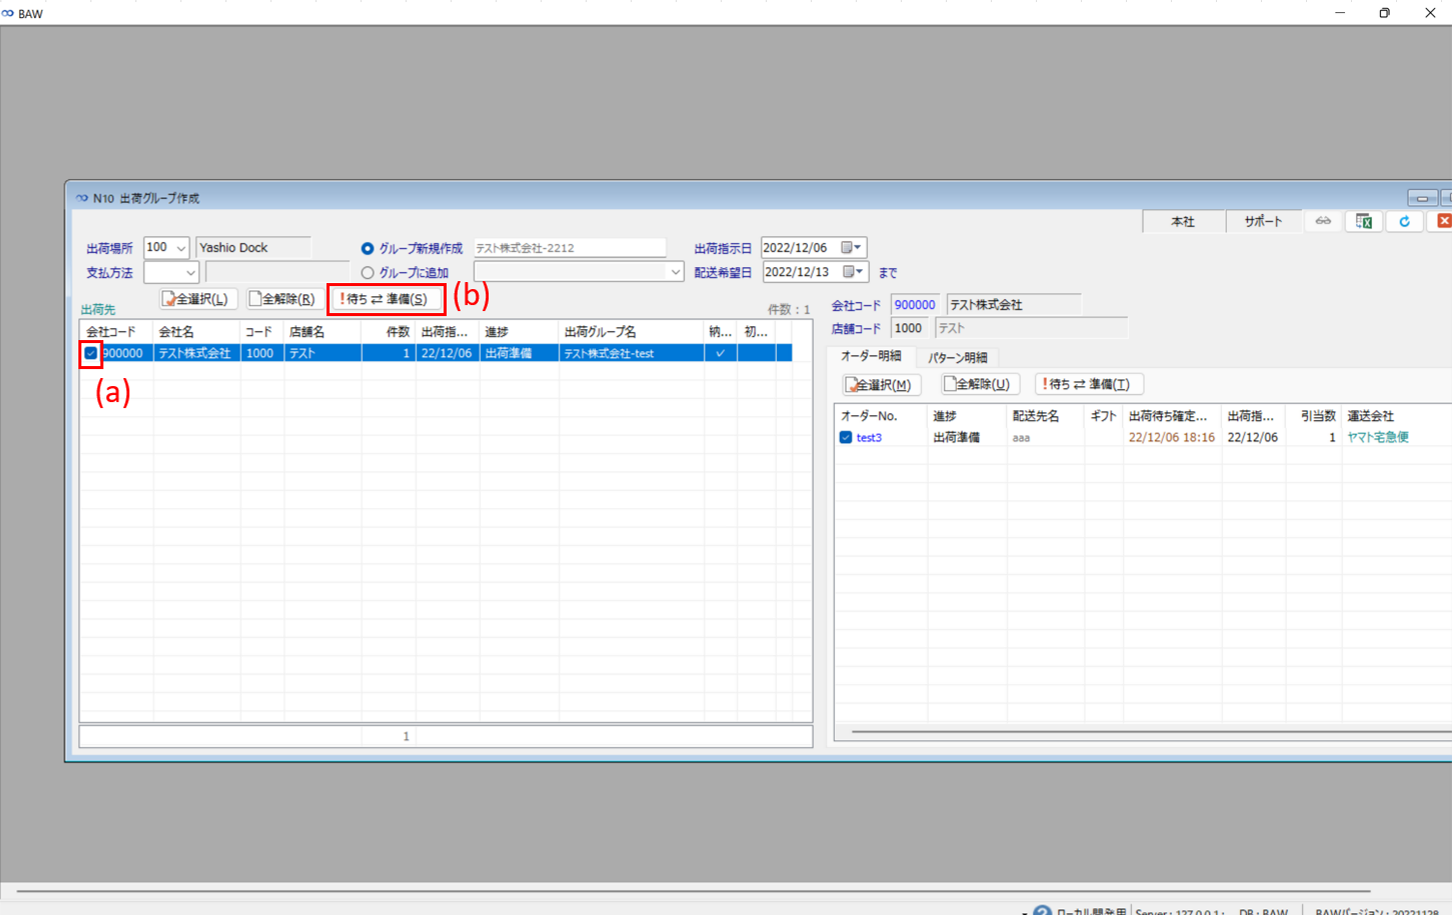 BAW
N10 出荷グループ作成
本社 サポート
出荷場所 100 Yashio Dock グループ新規作成 テスト株式会社-2212 出荷指示日 2022/12/06
支払方法 グループに追加 配送希望日 2022/12/13 まで
出荷先 全選択(L) 全解除(R) !待ち ⇄ 準備(S) (b) 件数：1
会社コード 会社名 コード 店舗名 件数 出荷指... 進捗 出荷グループ名 納... 初...
900000 テスト株式会社 1000 テスト 1 22/12/06 出荷準備 テスト株式会社-test
(a)
1
会社コード 900000 テスト株式会社
店舗コード 1000 テスト
オーダー明細 パターン明細
全選択(M) 全解除(U) !待ち ⇄ 準備(T)
オーダーNo. 進捗 配送先名 ギフト 出荷待ち確定... 出荷指... 引当数 運送会社
test3 出荷準備 aaa 22/12/06 18:16 22/12/06 1 ヤマト宅急便
ローカル開発用 Server : 127.0.0.1 : DB : BAW BAWバージョン : 20221128